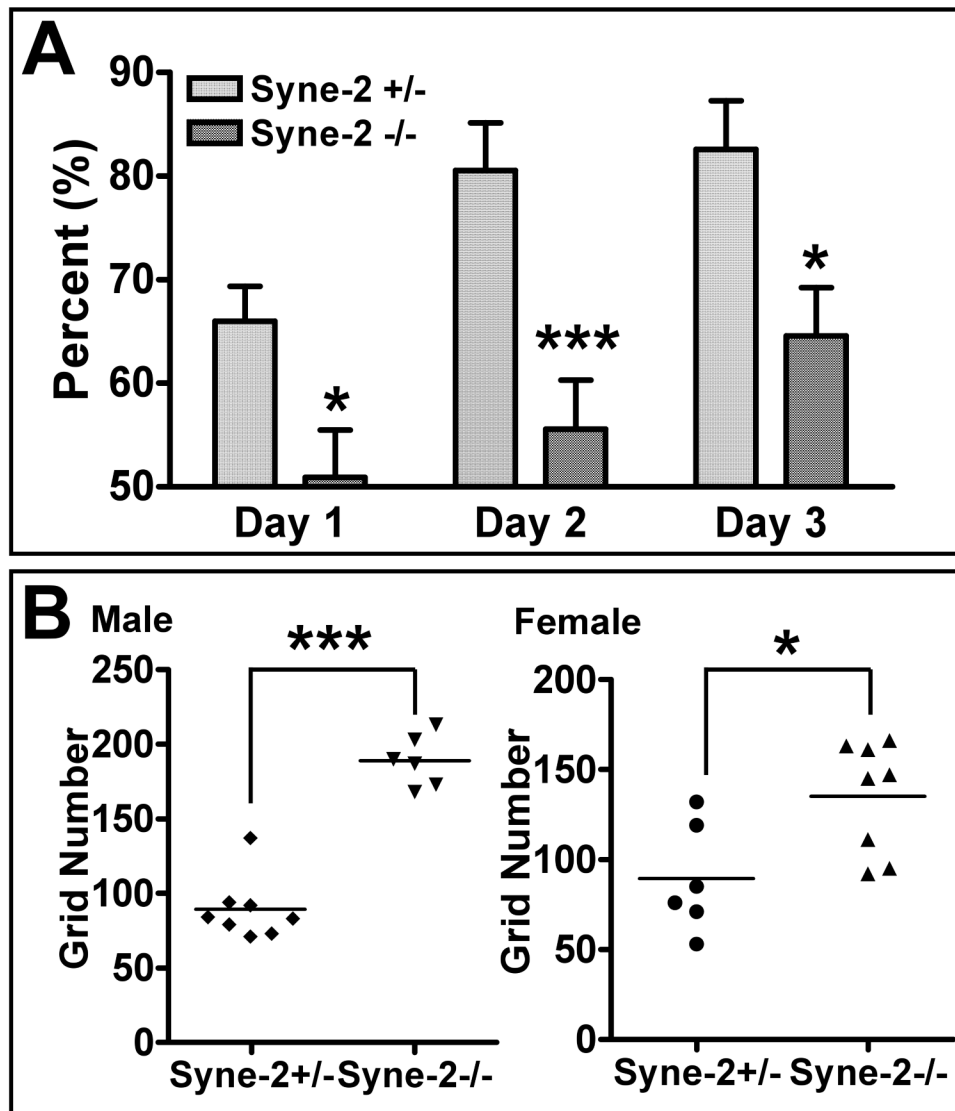 A
Percent (%)
90
80
70
60
50
Syne-2 +/-
Syne-2 -/-
*
***
*
Day 1 Day 2 Day 3
B
Male
***
Grid Number
250
200
150
100
50
0
Syne-2+/- Syne-2-/-
Female
*
Grid Number
200
150
100
50
0
Syne-2+/- Syne-2-/-